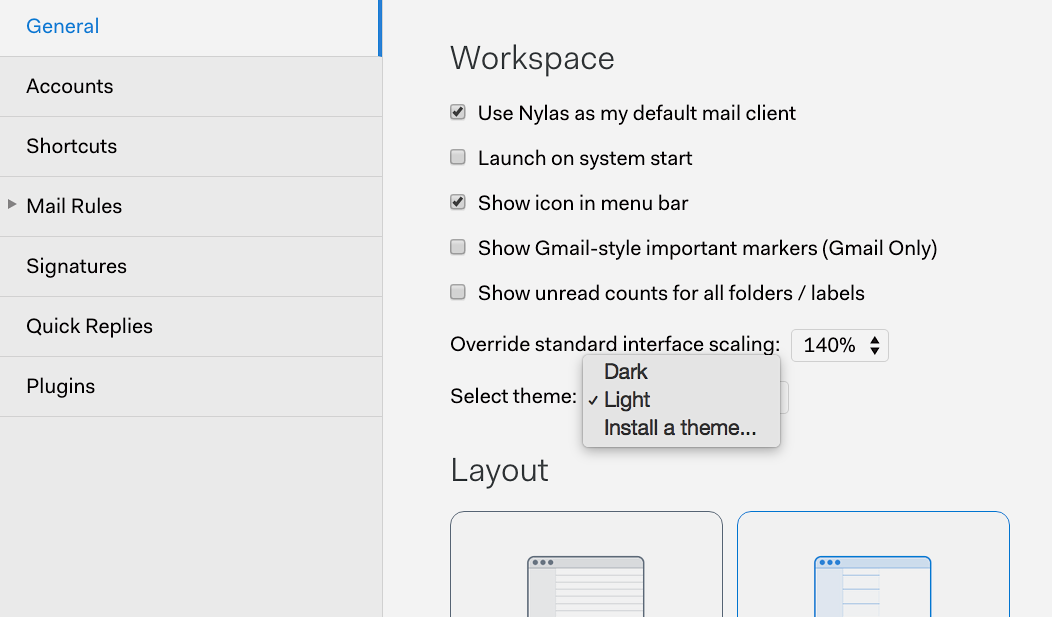 General
Accounts
Shortcuts
Mail Rules
Signatures
Quick Replies
Plugins
Workspace
Use Nylas as my default mail client
Launch on system start
Show icon in menu bar
Show Gmail-style important markers (Gmail Only)
Show unread counts for all folders / labels
Override standard interface scaling: 140%
Select theme:
Dark
✓ Light
Install a theme...
Layout